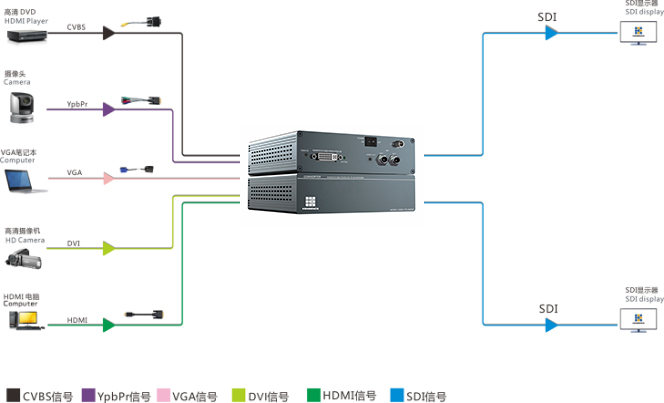 高清 DVD
HDMI Player
CVBS
摄像头
Camera
YpbPr
VGA笔记本
Computer
VGA
高清摄像机
HD Camera
DVI
HDMI 电脑
Computer
HDMI
SDI
SDI显示器
SDI display
SDI
SDI显示器
SDI display
CVBS信号
YpbPr信号
VGA信号
DVI信号
HDMI信号
SDI信号